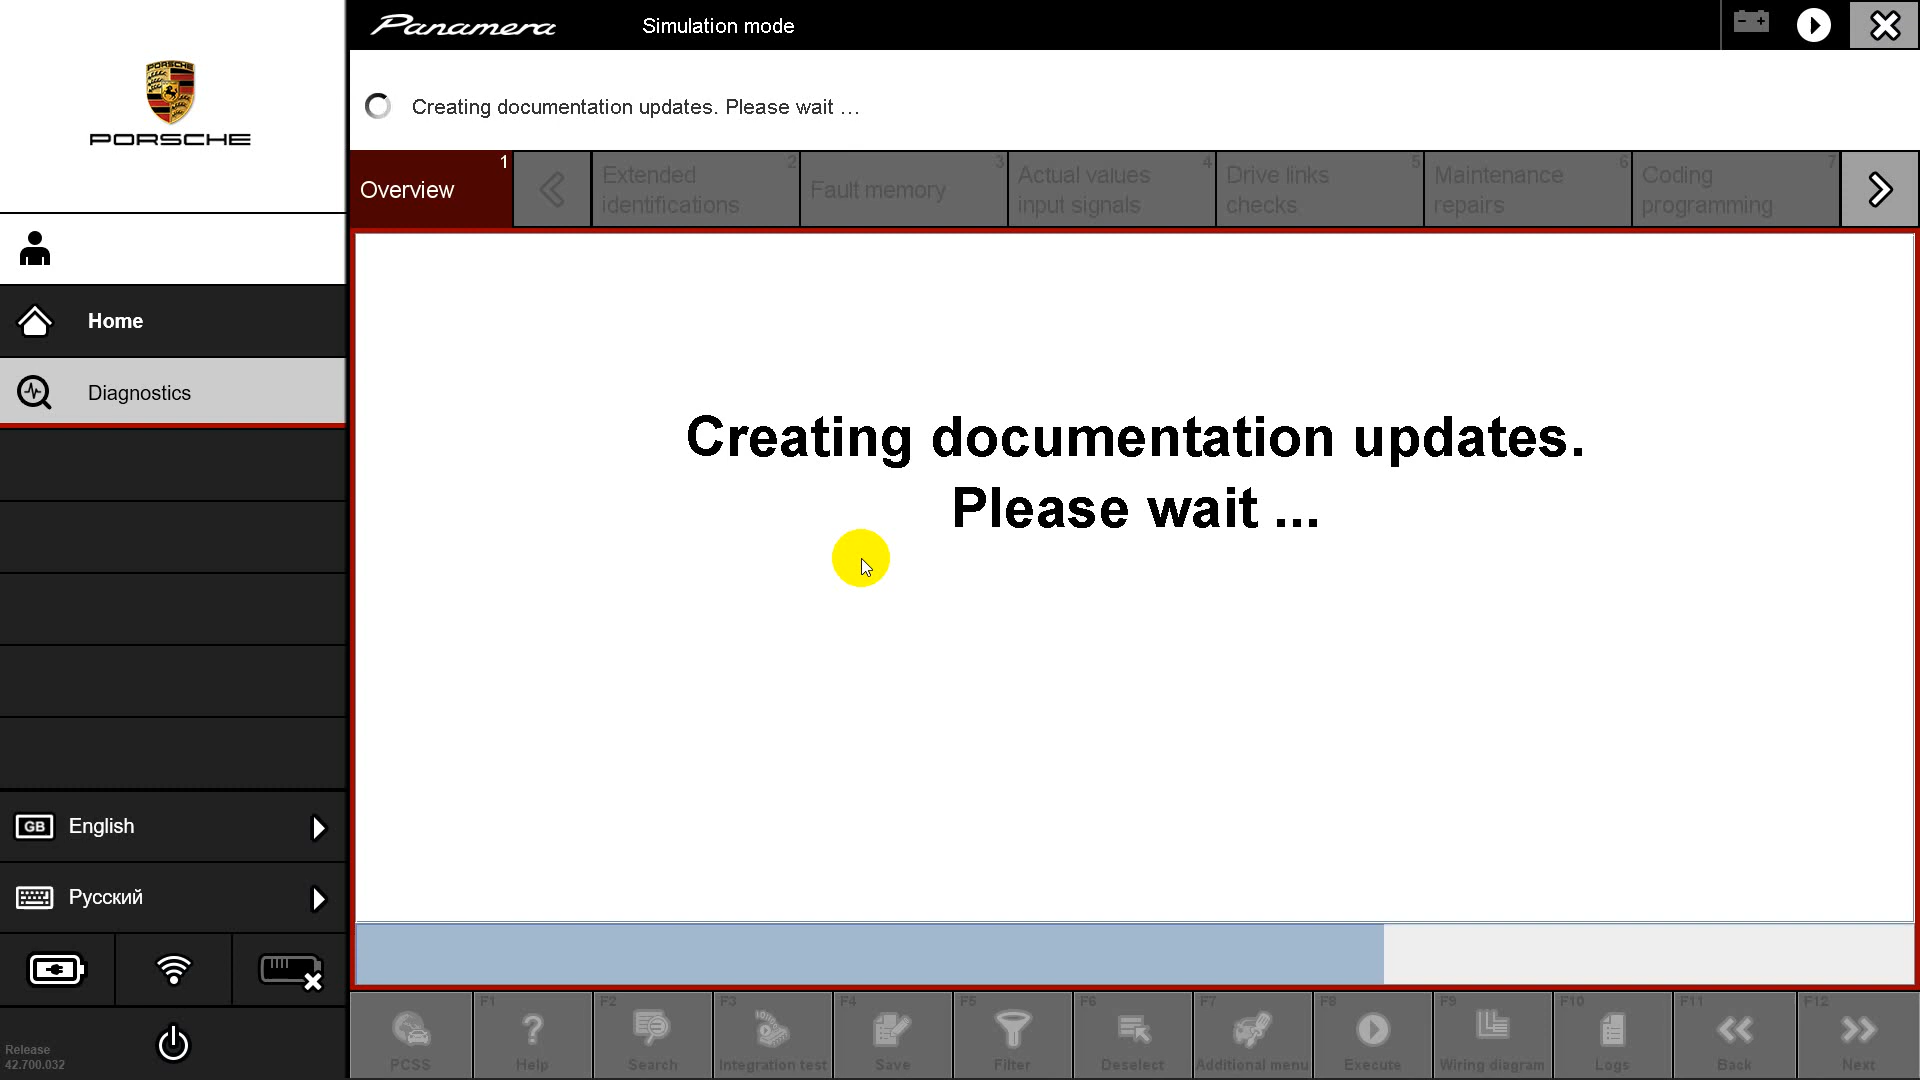 Panamera
Simulation mode
PORSCHE
PORSCHE
Creating documentation updates. Please wait ...
Overview
1
Extended
identifications
2
Fault memory
3
Actual values
input signals
4
Drive links
checks
5
Maintenance
repairs
6
Coding
programming
7
Home
Diagnostics
Creating documentation updates.
Please wait ...
GB
English
Русский
Release
42.700.032
PCSS
F1
Help
F2
Search
F3
Integration test
F4
Save
F5
Filter
F6
Deselect
F7
Additional menu
F8
Execute
F9
Wiring diagram
F10
Logs
F11
Back
F12
Next